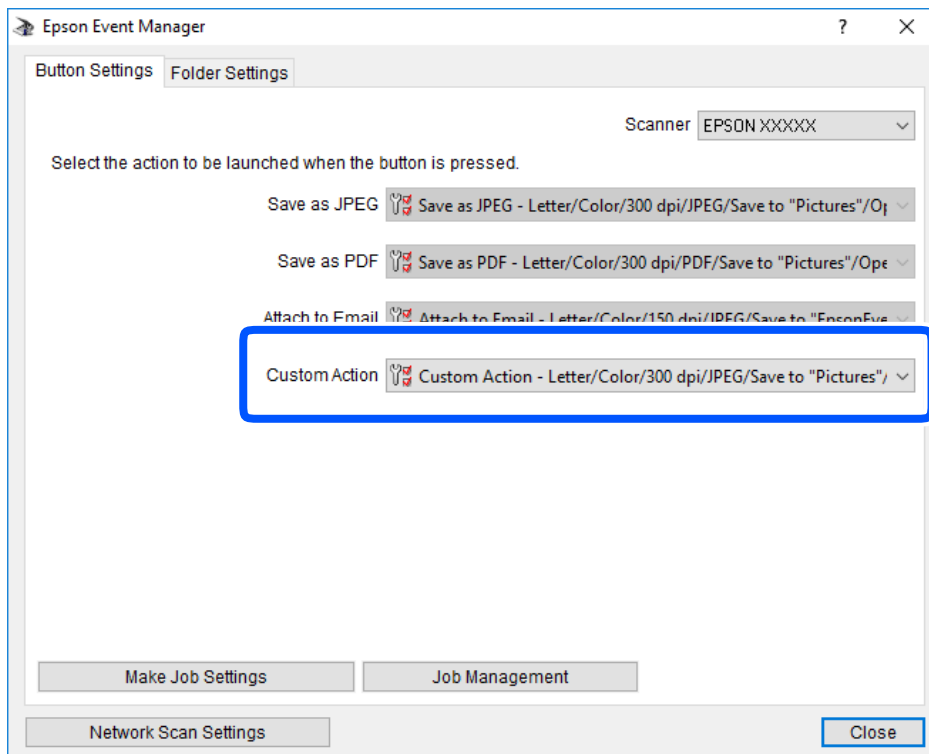 Epson Event Manager
?
Button Settings Folder Settings
Scanner EPSON XXXXX
Select the action to be launched when the button is pressed.
Save as JPEG Save as JPEG - Letter/Color/300 dpi/JPEG/Save to "Pictures"/Op
Save as PDF Save as PDF - Letter/Color/300 dpi/PDF/Save to "Pictures"/Ope
Attach to Email Attach to Email - Letter/Color/150 dpi/JPEG/Save to "EpsonEve
Custom Action Custom Action - Letter/Color/300 dpi/JPEG/Save to "Pictures"/
Make Job Settings Job Management
Network Scan Settings Close